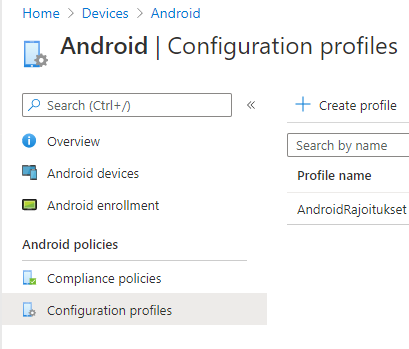 Home > Devices > Android
Android | Configuration profiles
Search (Ctrl+/)
«
+ Create profile
Overview
Search by name
Android devices
Profile name
Android enrollment
AndroidRajoitukset
Android policies
Compliance policies
Configuration profiles